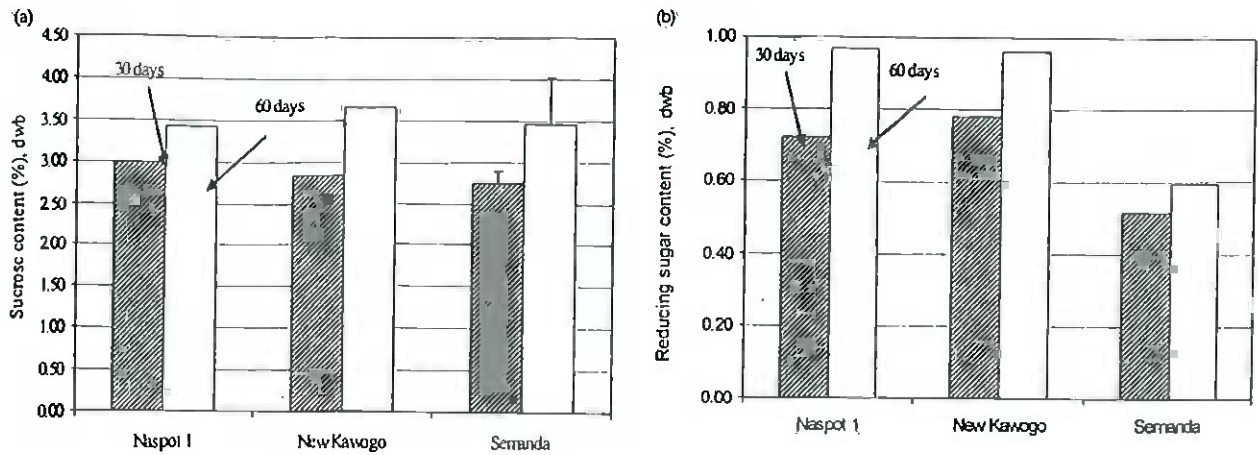 (a)
4.50
4.00
3.50
3.00
2.50
2.00
1.50
1.00
0.50
0.00
Sucrosc content (%), dwb
30 days
60 days
Naspot 1
New Kawogo
Semanda
(b)
1.00
0.80
0.60
0.40
0.20
0.00
Reducing sugar content (%), dwb
30 days
60 days
Naspot 1
New Kawogo
Semanda